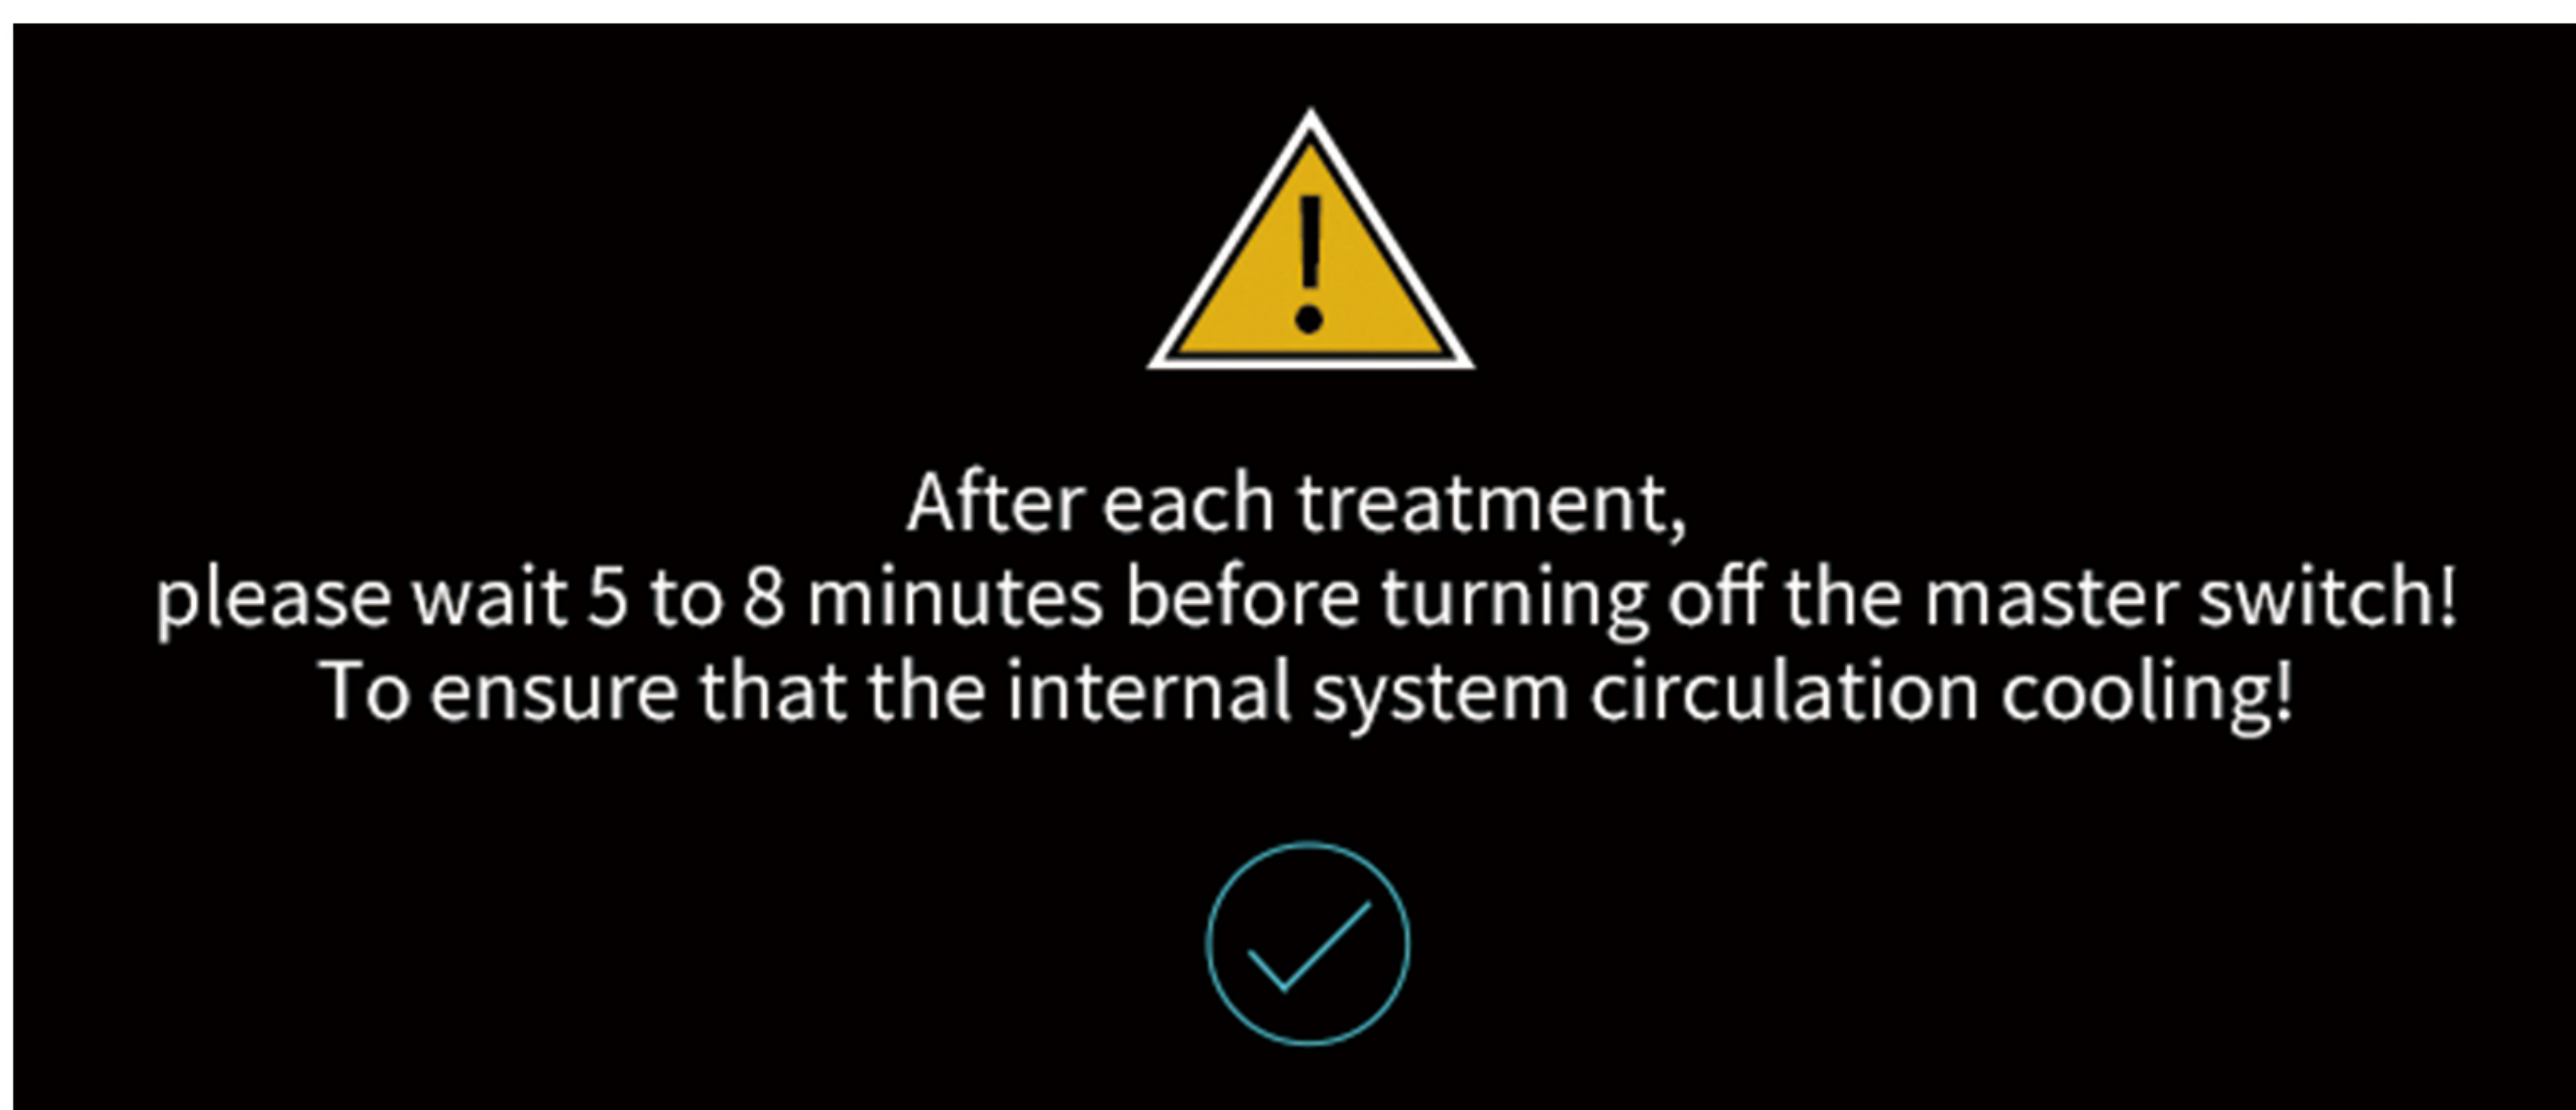 After each treatment,
please wait 5 to 8 minutes before turning off the master switch!
To ensure that the internal system circulation cooling!